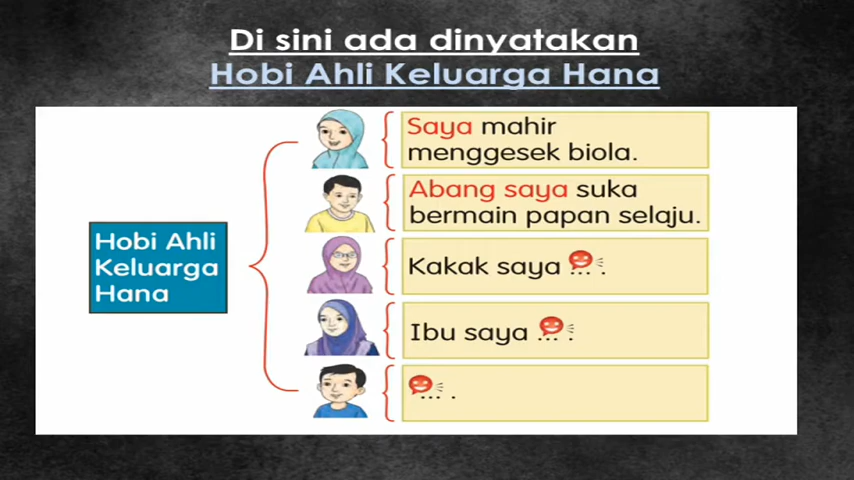 Di sini ada dinyatakan
Hobi Ahli Keluarga Hana
Hobi Ahli
Keluarga
Hana
Saya mahir
menggesek biola.
Abang saya suka
bermain papan selaju.
Kakak saya ... .
Ibu saya ... .
... .